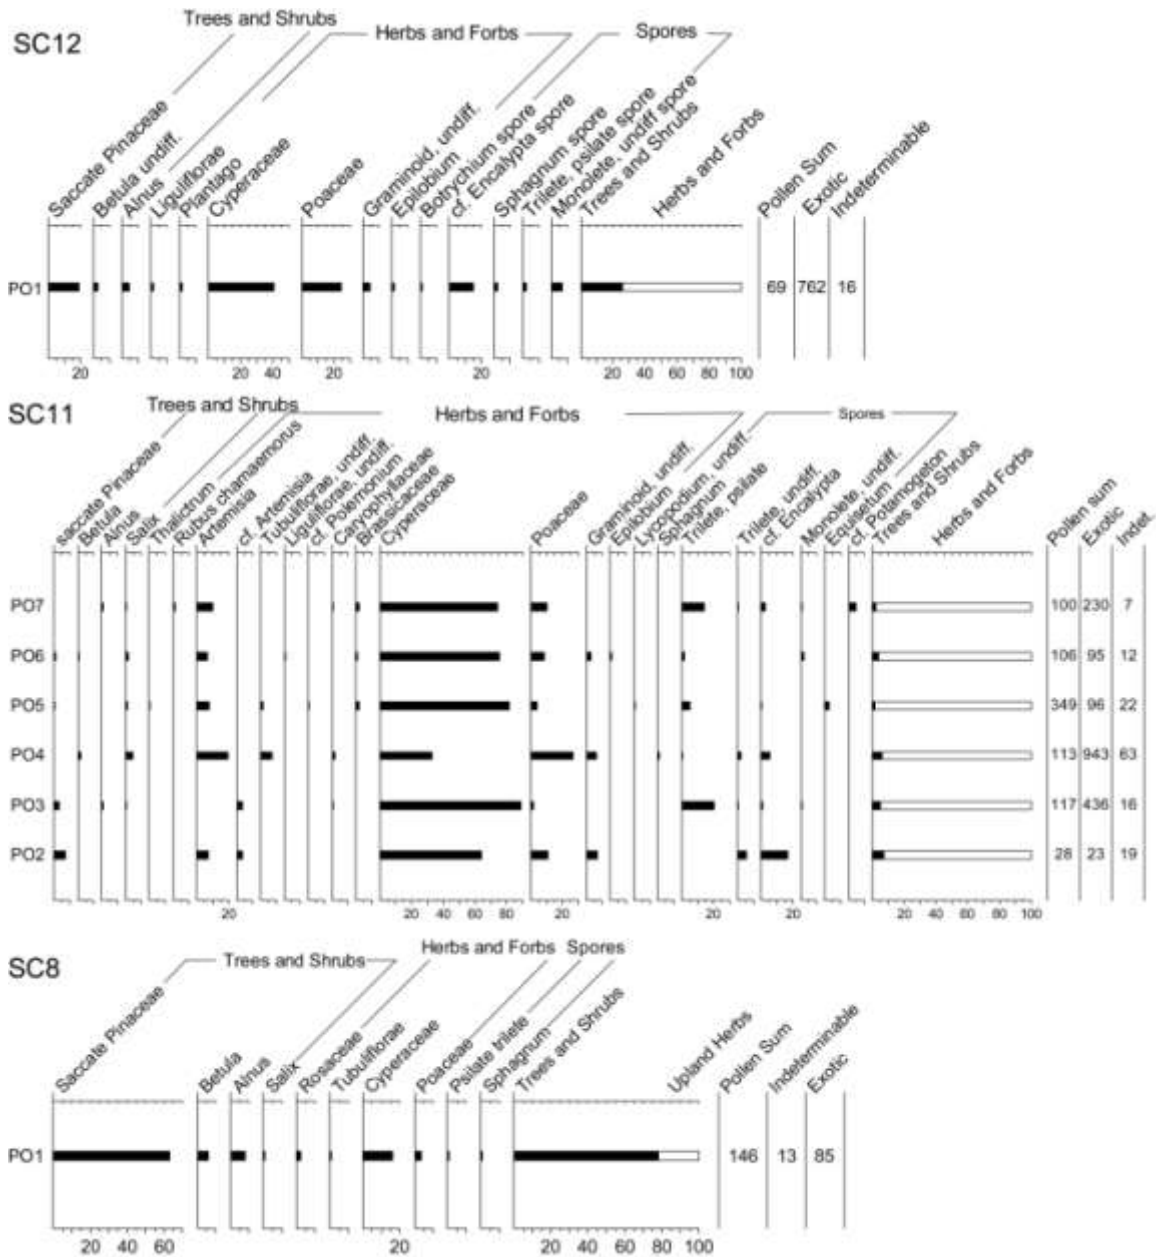 SC12
Trees and Shrubs
Herbs and Forbs
Spores
Saccate Pinaceae
Betula undiff.
Alnus
Liguliflorae
Plantago
Cyperaceae
Poaceae
Graminoid, undiff.
Epilobium
Botrychium spore
cf. Encalypta spore
Sphagnum spore
Trilete, psilate spore
Monolete, undiff spore
Trees and Shrubs
Herbs and Forbs
Pollen Sum
Exotic
Indeterminable
PO1 69 762 16
20 20 40 20 20 20 40 60 80 100
SC11
Trees and Shrubs
Herbs and Forbs
Spores
saccate Pinaceae
Betula
Alnus
Salix
Thalictrum
Rubus chamaemorus
Artemisia
cf. Artemisia
Tubuliflorae, undiff.
Liguliflorae, undiff.
cf. Polemonium
Caryophyllaceae
Brassicaceae
Cyperaceae
Poaceae
Graminoid, undiff.
Epilobium
Lycopodium, undiff.
Sphagnum
Trilete, psilate
Trilete, undiff.
cf. Encalypta
Monolete, undiff.
Equisetum
cf. Potamogeton
Trees and Shrubs
Herbs and Forbs
Pollen sum
Exotic
Indet.
PO7 100 230 7
PO6 106 95 12
PO5 349 96 22
PO4 113 943 63
PO3 117 436 16
PO2 28 23 19
20 20 40 60 80 20 20 20 20 40 60 80 100
SC8
Trees and Shrubs
Herbs and Forbs
Spores
Saccate Pinaceae
Betula
Alnus
Salix
Rosaceae
Tubuliflorae
Cyperaceae
Poaceae
Psilate trilete
Sphagnum
Trees and Shrubs
Upland Herbs
Pollen Sum
Indeterminable
Exotic
PO1 146 13 85
20 40 60 20 20 40 60 80 100